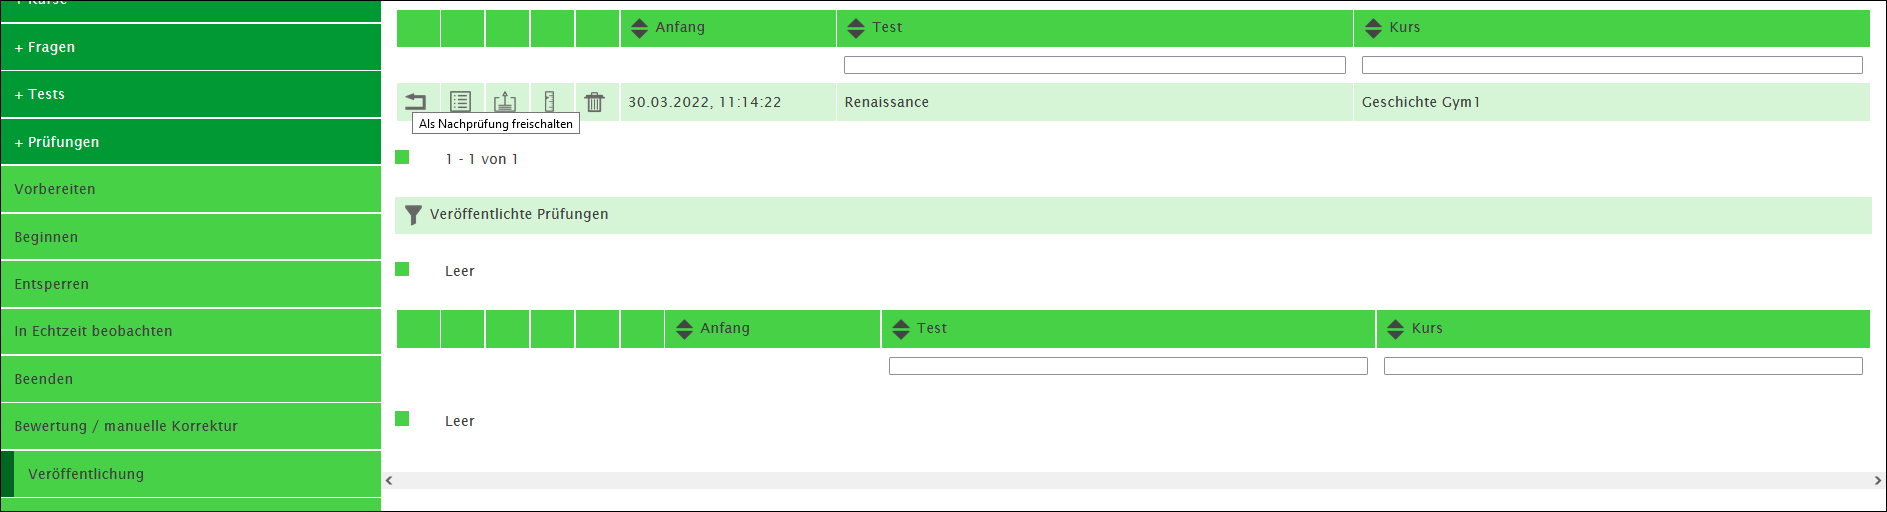 + Kurse
+ Fragen
+ Tests
+ Prüfungen
Vorbereiten
Beginnen
Entsperren
In Echtzeit beobachten
Beenden
Bewertung / manuelle Korrektur
Veröffentlichung
Anfang Test Kurs
30.03.2022, 11:14:22 Renaissance Geschichte Gym1
Als Nachprüfung freischalten
1 - 1 von 1
Veröffentlichte Prüfungen
Leer
Anfang Test Kurs
Leer